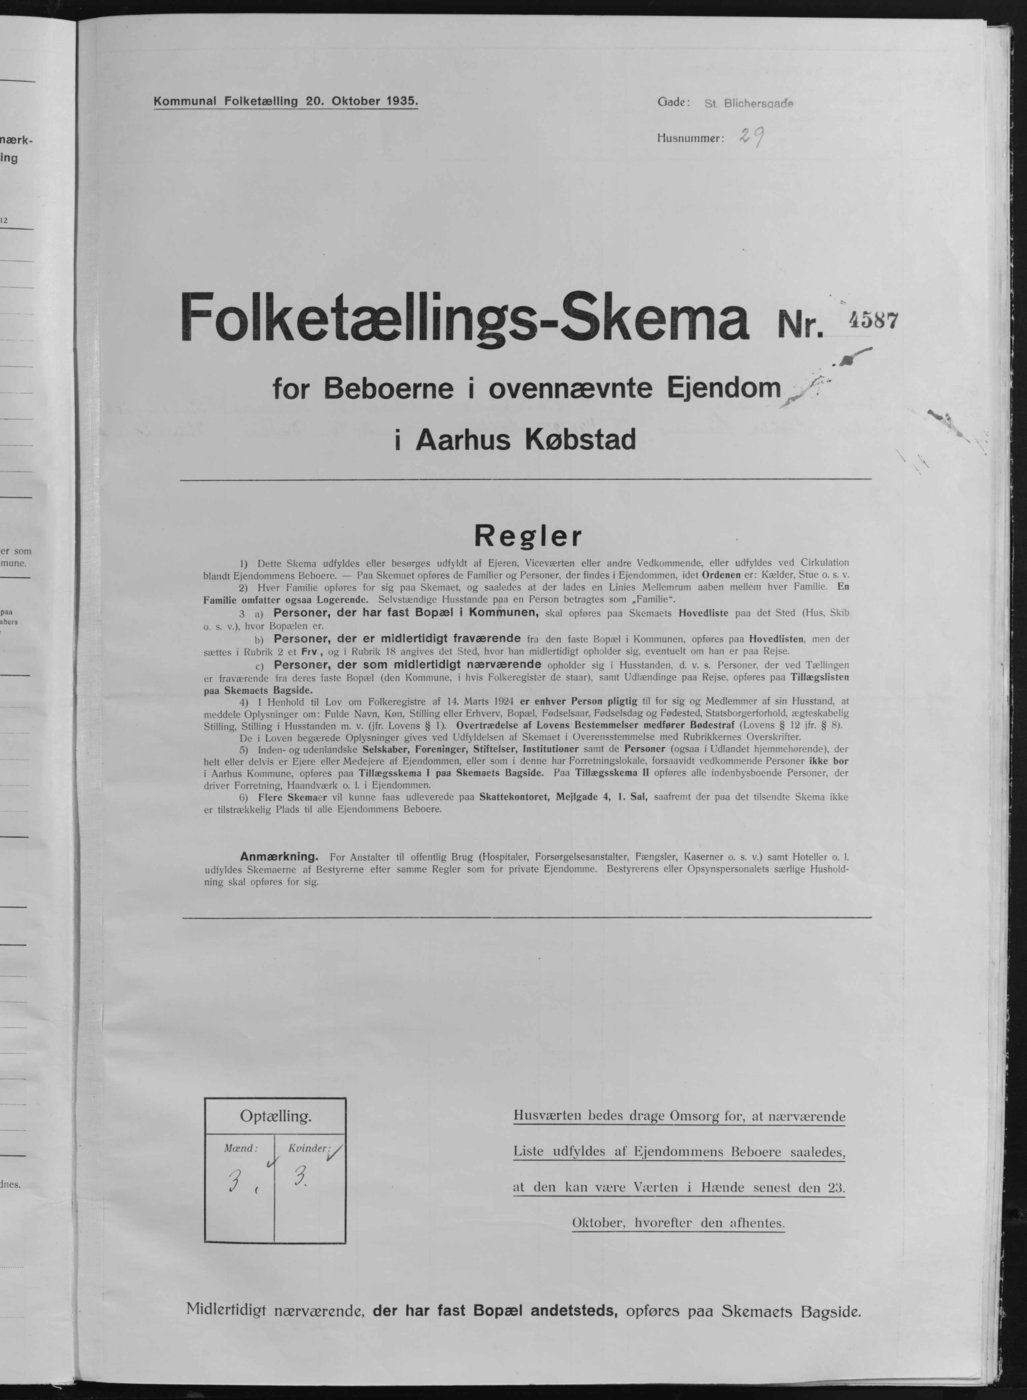 Kommunal Folketælling 20. Oktober 1935.
Gade: St. Blichersgade
Husnummer: 29
Folketællings-Skema Nr. 4587
for Beboerne i ovennævnte Ejendom
i Aarhus Købstad
Regler
1) Dette Skema udfyldes eller besørges udfyldt af Ejeren, Viceværten eller andre Vedkommende, eller udfyldes ved Cirkulation
blandt Ejendommens Beboere. — Paa Skemaet opføres de Familier og Personer, der findes i Ejendommen, idet Ordenen er: Kælder, Stue o. s. v.
2) Hver Familie opføres for sig paa Skemaet, og saaledes at der lades en Linies Mellemrum aaben mellem hver Familie. En
Familie omfatter ogsaa Logerende. Selvstændige Husstande paa en Person betragtes som „Familie“.
3 a) Personer, der har fast Bopæl i Kommunen, skal opføres paa Skemaets Hovedliste paa det Sted (Hus, Skib
o. s. v.), hvor Bopælen er.
b) Personer, der er midlertidigt fraværende fra den faste Bopæl i Kommunen, opføres paa Hovedlisten, men der
sættes i Rubrik 2 et Frv., og i Rubrik 18 angives det Sted, hvor han midlertidigt opholder sig, eventuelt om han er paa Rejse.
c) Personer, der som midlertidigt nærværende opholder sig i Husstanden, d. v. s. Personer, der ved Tællingen
er fraværende fra deres faste Bopæl (den Kommune, i hvis Folkeregister de staar), samt Udlændinge paa Rejse, opføres paa Tillægslisten
paa Skemaets Bagside.
4) I Henhold til Lov om Folkeregistre af 14. Marts 1924 er enhver Person pligtig til for sig og Medlemmer af sin Husstand, at
meddele Oplysninger om: Fulde Navn, Køn, Stilling eller Erhverv, Bopæl, Fødselsaar, Fødselsdag og Fødested, Statsborgerforhold, ægteskabelig
Stilling, Stilling i Husstanden m. v. (jfr. Lovens § 1). Overtrædelse af Lovens Bestemmelser medfører Bødestraf (Lovens § 12 jfr. § 8).
De i Loven begærede Oplysninger gives ved Udfyldelsen af Skemaet i Overensstemmelse med Rubrikkernes Overskrifter.
5) Inden- og udenlandske Selskaber, Foreninger, Stiftelser, Institutioner samt de Personer (ogsaa i Udlandet hjemmehørende), der
helt eller delvis er Ejere eller Medejere af Ejendommen, eller som i denne har Forretningslokale, forsaavidt vedkommende Personer ikke bor
i Aarhus Kommune, opføres paa Tillægsskema I paa Skemaets Bagside. Paa Tillægsskema II opføres alle indenbysboende Personer, der
driver Forretning, Haandværk o. l. i Ejendommen.
6) Flere Skemaer vil kunne faas udleverede paa Skattekontoret, Mejlgade 4, 1. Sal, saafremt der paa det tilsendte Skema ikke
er tilstrækkelig Plads til alle Ejendommens Beboere.
Anmærkning. For Anstalter til offentlig Brug (Hospitaler, Forsørgelsesanstalter, Fængsler, Kaserner o. s. v.) samt Hoteller o. l.
udfyldes Skemaerne af Bestyrerne efter samme Regler som for private Ejendomme. Bestyrerens eller Opsynspersonalets særlige Hushold-
ning skal opføres for sig.
Optælling.
Mænd: Kvinder:
3. 3.
Husværten bedes drage Omsorg for, at nærværende
Liste udfyldes af Ejendommens Beboere saaledes,
at den kan være Værten i Hænde senest den 23.
Oktober, hvorefter den afhentes.
Midlertidigt nærværende, der har fast Bopæl andetsteds, opføres paa Skemaets Bagside.